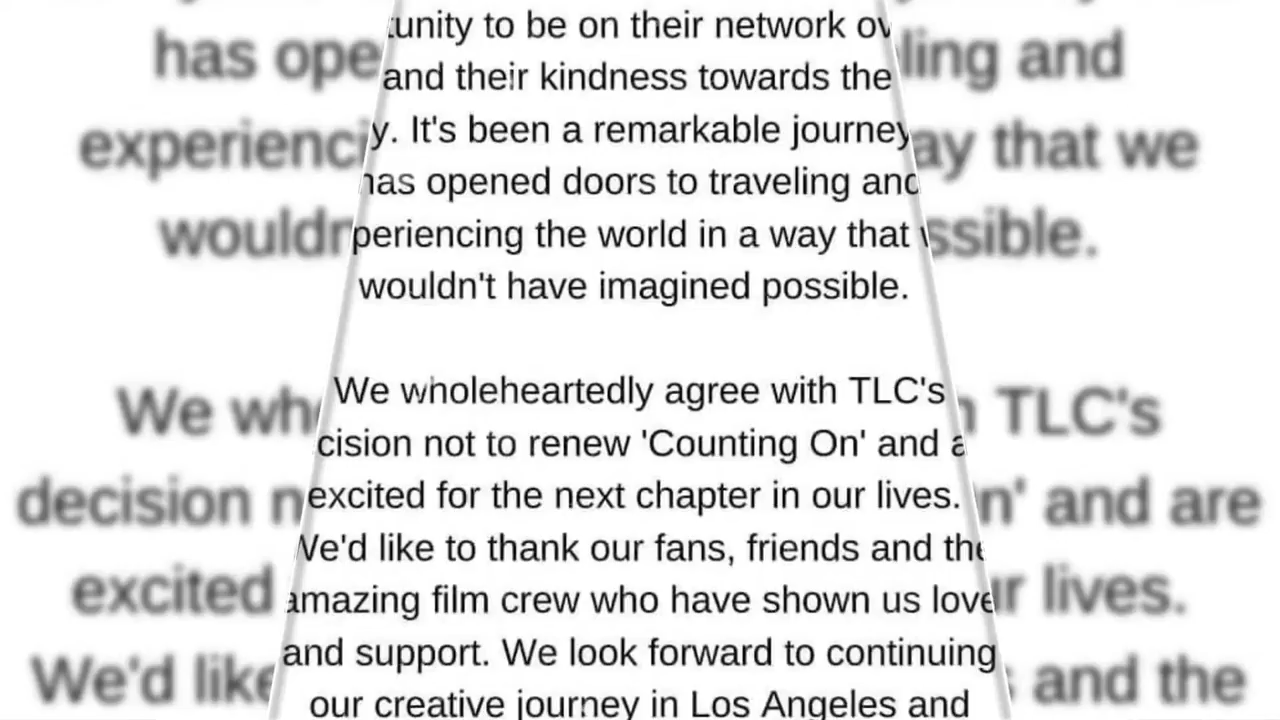 tunity to be on their network ov
and their kindness towards the
y. It's been a remarkable journey
has opened doors to traveling and
periencing the world in a way that
wouldn't have imagined possible.
We wholeheartedly agree with TLC's
cision not to renew 'Counting On' and a
excited for the next chapter in our lives.
We'd like to thank our fans, friends and the
amazing film crew who have shown us love
and support. We look forward to continuing
our creative journey in Los Angeles and